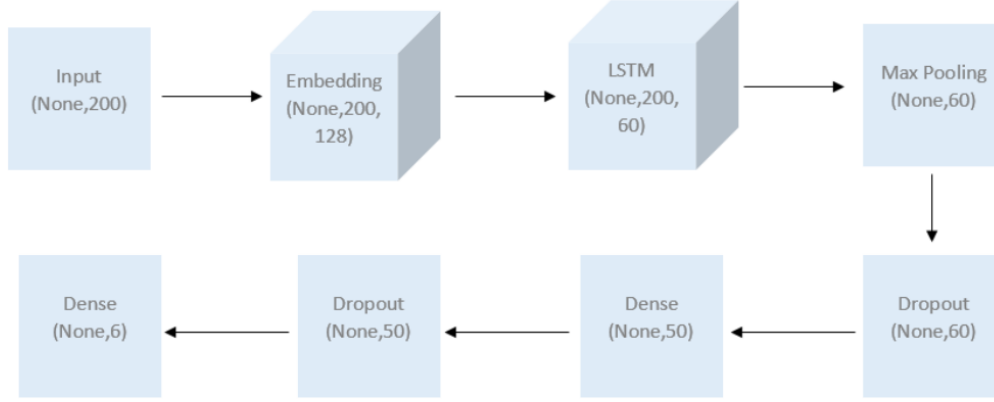 Input
(None,200)
Embedding
(None,200,
128)
LSTM
(None,200,
60)
Max Pooling
(None,60)
Dropout
(None,60)
Dense
(None,50)
Dropout
(None,50)
Dense
(None,6)